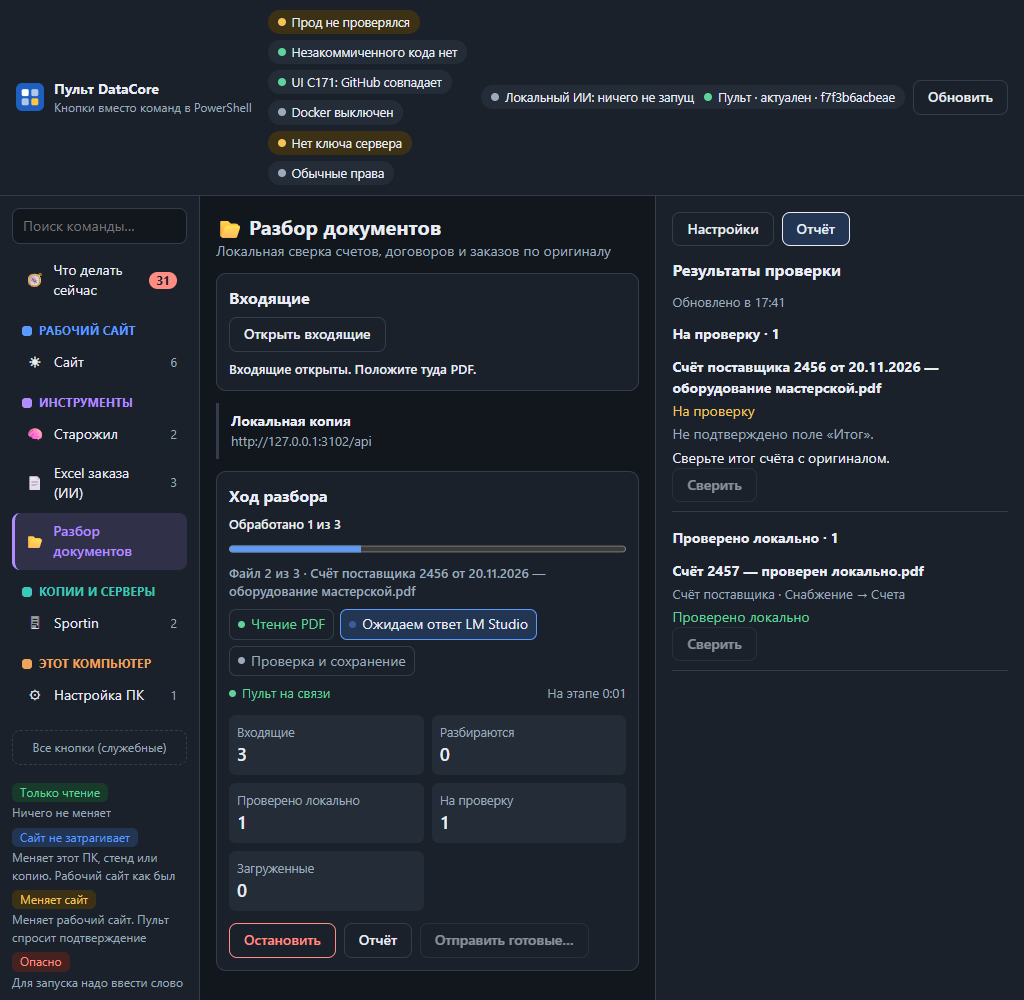 Пульт DataCore
Кнопки вместо команд в PowerShell
Прод не проверялся
Незакоммиченного кода нет
UI C171: GitHub совпадает
Docker выключен
Нет ключа сервера
Обычные права
Локальный ИИ: ничего не запущ
Пульт · актуален · f7f3b6acbeae
Обновить
Поиск команды...
Что делать
сейчас
31
РАБОЧИЙ САЙТ
Сайт 6
ИНСТРУМЕНТЫ
Старожил 2
Excel заказа
(ИИ)
3
Разбор
документов
КОПИИ И СЕРВЕРЫ
Sportin 2
ЭТОТ КОМПЬЮТЕР
Настройка ПК 1
Все кнопки (служебные)
Только чтение
Ничего не меняет
Сайт не затрагивает
Меняет этот ПК, стенд или
копию. Рабочий сайт как был
Меняет сайт
Меняет рабочий сайт. Пульт
спросит подтверждение
Опасно
Для запуска надо ввести слово
Разбор документов
Локальная сверка счетов, договоров и заказов по оригиналу
Входящие
Открыть входящие
Входящие открыты. Положите туда PDF.
Локальная копия
http://127.0.0.1:3102/api
Ход разбора
Обработано 1 из 3
Файл 2 из 3 · Счёт поставщика 2456 от 20.11.2026 —
оборудование мастерской.pdf
Чтение PDF
Ожидаем ответ LM Studio
Проверка и сохранение
Пульт на связи
На этапе 0:01
Входящие
3
Разбираются
0
Проверено локально
1
На проверку
1
Загруженные
0
Остановить
Отчёт
Отправить готовые...
Настройки
Отчёт
Результаты проверки
Обновлено в 17:41
На проверку · 1
Счёт поставщика 2456 от 20.11.2026 —
оборудование мастерской.pdf
На проверку
Не подтверждено поле «Итог».
Сверьте итог счёта с оригиналом.
Сверить
Проверено локально · 1
Счёт 2457 — проверен локально.pdf
Счёт поставщика · Снабжение → Счета
Проверено локально
Сверить